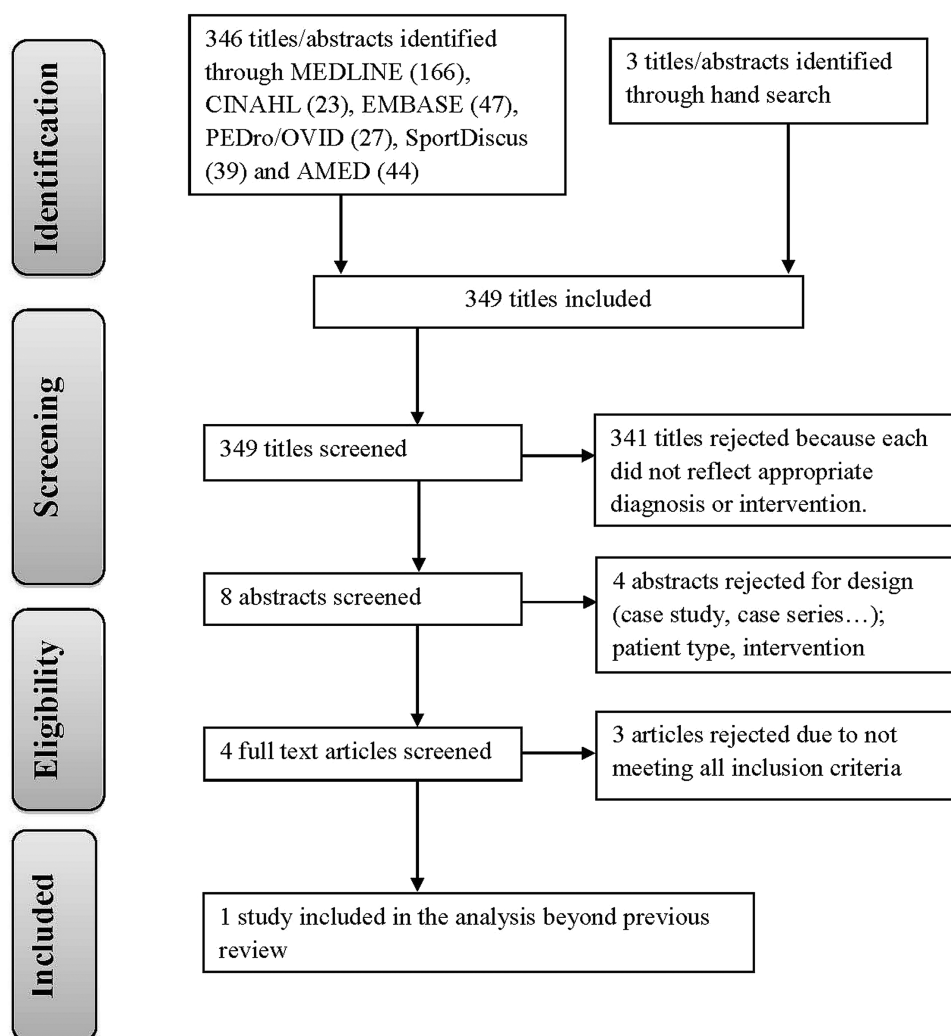 Identification
346 titles/abstracts identified
through MEDLINE (166),
CINAHL (23), EMBASE (47),
PEDro/OVID (27), SportDiscus
(39) and AMED (44)
3 titles/abstracts identified
through hand search
349 titles included
Screening
349 titles screened
341 titles rejected because each
did not reflect appropriate
diagnosis or intervention.
8 abstracts screened
4 abstracts rejected for design
(case study, case series…);
patient type, intervention
Eligibility
4 full text articles screened
3 articles rejected due to not
meeting all inclusion criteria
Included
1 study included in the analysis beyond previous
review